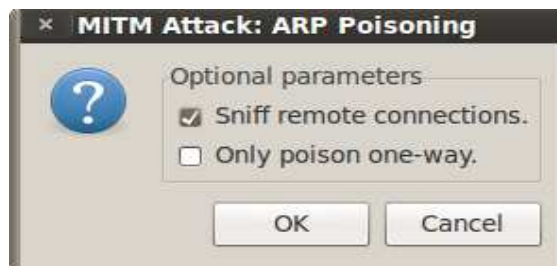 × MITM Attack: ARP Poisoning
Optional parameters
Sniff remote connections.
Only poison one-way.
OK Cancel